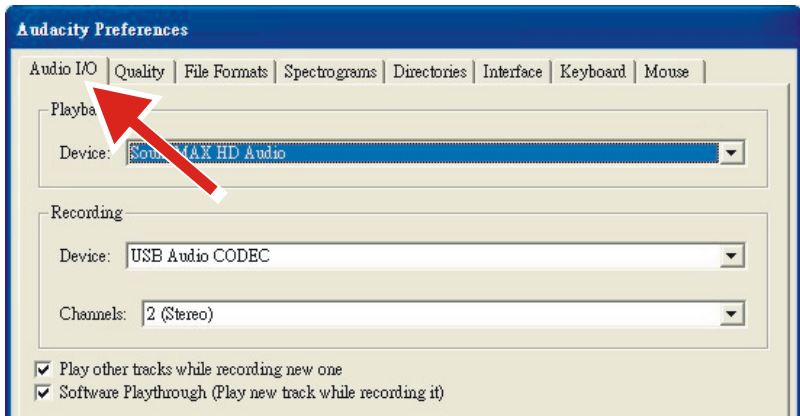 Audacity Preferences
Audio I/O Quality File Formats Spectrograms Directories Interface Keyboard Mouse
Device: MAX HD Audio
Recording
Device: USB Audio CODEC
Channels: 2 (Stereo)
Play other tracks while recording new one
Software Playthrough (Play new track while recording it)